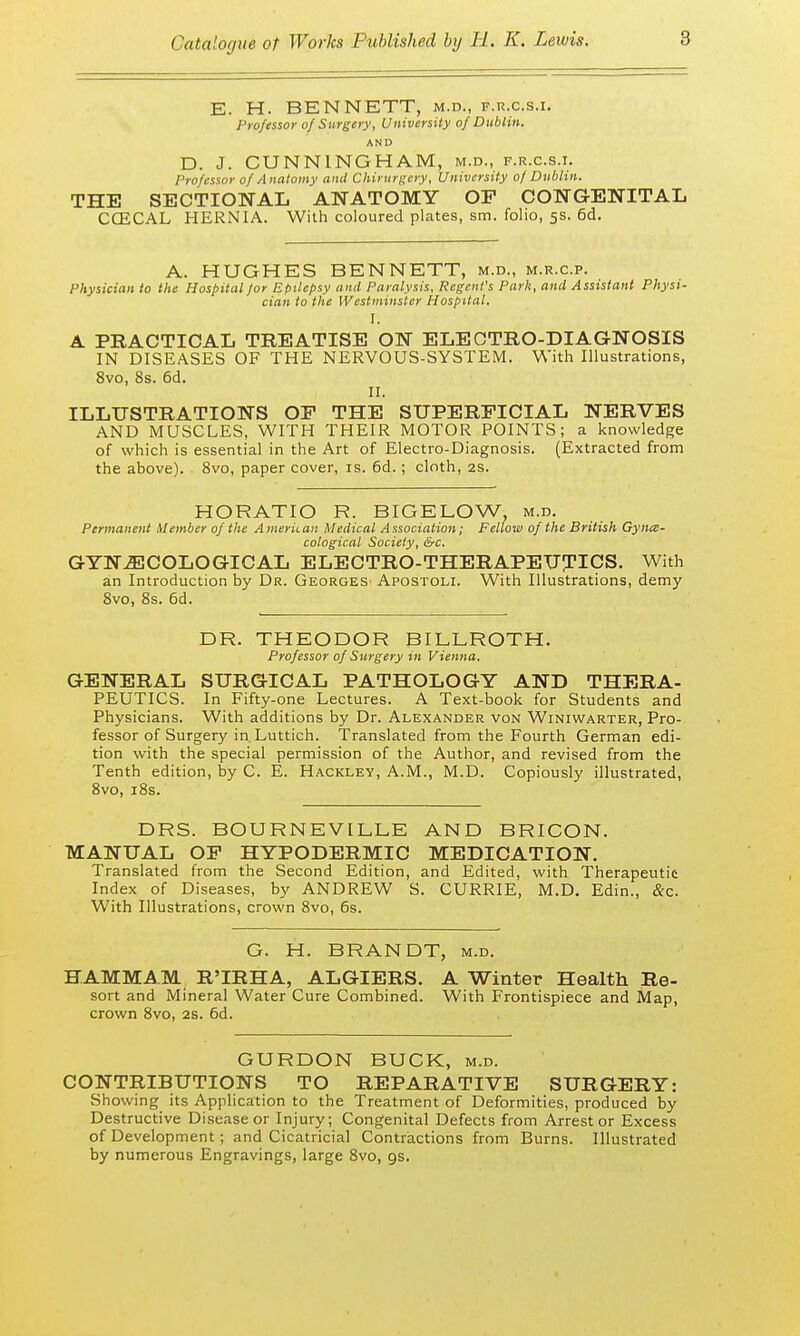 Catalogue of Works Published by H. K. Lewis. 3
E. H. BENNETT, M.D., F.R.C.S.I.
Professor of Surgery, University of Dublin.
AND
D. J. CUNNINGHAM, M.D., F.R.C.S.I.
Professor of Anatomy and Chirurgery, University of Dublin.
THE SECTIONAL ANATOMY OF CONGENITAL
CŒCAL HERNIA. With coloured plates, sm. folio, 5s. 6d.
A. HUGHES BENNETT, M.D., M.R.C.P.
Physician to the Hospital for Epilepsy and Paralysis, Regent's Park, and Assistant Physi-
cian to the Westminster Hospital.
I.
A PRACTICAL TREATISE ON ELECTRO-DIAGNOSIS
IN DISEASES OF THE NERVOUS-SYSTEM. With Illustrations,
8vo, 8s. 6d.
II.
ILLUSTRATIONS OF THE SUPERFICIAL NERVES
AND MUSCLES, WITH THEIR MOTOR POINTS; a knowledge
of which is essential in the Art of Electro-Diagnosis. (Extracted from
the above). 8vo, paper cover, 1s. 6d.; cloth, 2s.
HORATIO R. BIGELOW, M.D.
Permanent Member of the American Medical Association; Fellow of the British Gynæ-
cological Society, &c.
GYNÆCOLOGICAL ELECTRO-THERAPEUTICS. With
an Introduction by DR. GEORGES APOSTOLI. With Illustrations, demy
8vo, 8s. 6d.
DR. THEODOR BILLROTH.
Professor of Surgery in Vienna.
GENERAL SURGICAL PATHOLOGY AND THERA-
PEUTICS. In Fifty-one Lectures. A Text-book for Students and
Physicians. With additions by Dr. ALEXANDER VON WINIWARTER, Pro-
fessor of Surgery in Luttich. Translated from the Fourth German edi-
tion with the special permission of the Author, and revised from the
Tenth edition, by C. E. HACKLEY, A.M., M.D. Copiously illustrated,
8vo, 18s.
DRS. BOURNEVILLE AND BRICON.
MANUAL OF HYPODERMIC MEDICATION.
Translated from the Second Edition, and Edited, with Therapeutic
Index of Diseases, by ANDREW S. CURRIE, M.D. Edin., &c.
With Illustrations, crown 8vo, 6s.
G. H. BRANDT, M.D.
HAMMAM R'IRHA, ALGIERS. A Winter Health Re-
sort and Mineral Water Cure Combined. With Frontispiece and Map,
crown 8vo, 2s. 6d.
GURDON BUCK, M.D.
CONTRIBUTIONS TO REPARATIVE SURGERY:
Showing its Application to the Treatment of Deformities, produced by
Destructive Disease or Injury; Congenital Defects from Arrest or Excess
of Development; and Cicatricial Contractions from Burns. Illustrated
by numerous Engravings, large 8vo, 9s.